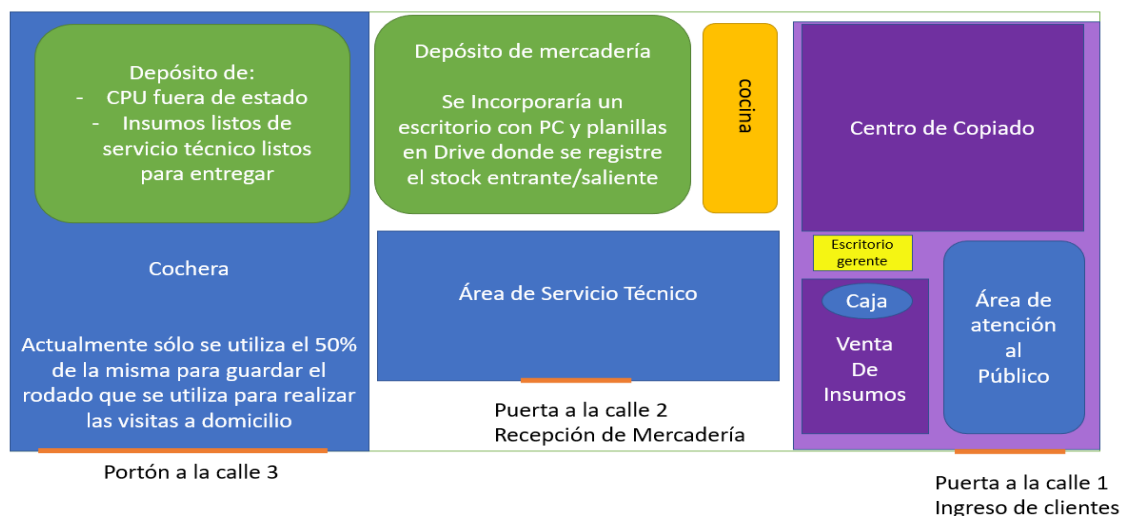 Depósito de:
- CPU fuera de estado
- Insumos listos de
servicio técnico listos
para entregar
Cochera
Actualmente sólo se utiliza el 50%
de la misma para guardar el
rodado que se utiliza para realizar
las visitas a domicilio
Portón a la calle 3
Depósito de mercadería
Se Incorporaría un
escritorio con PC y planillas
en Drive donde se registre
el stock entrante/saliente
cocina
Área de Servicio Técnico
Puerta a la calle 2
Recepción de Mercadería
Centro de Copiado
Escritorio
gerente
Caja
Venta
De
Insumos
Área de
atención
al
Público
Puerta a la calle 1
Ingreso de clientes